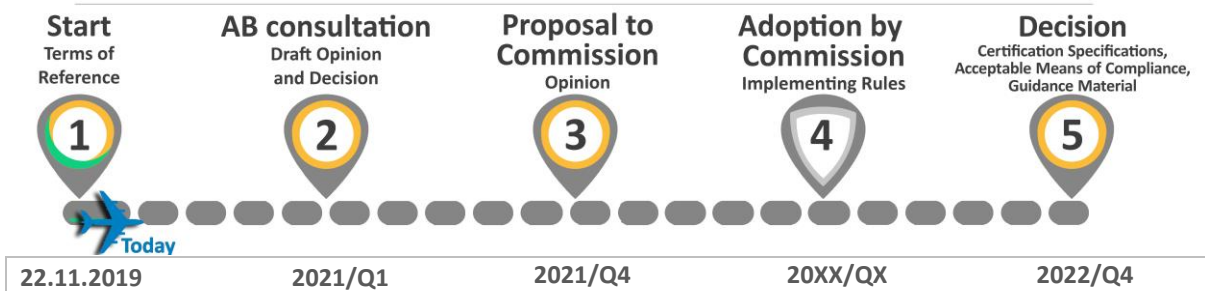 Start
Terms of
Reference
1
AB consultation
Draft Opinion
and Decision
2
Proposal to
Commission
Opinion
3
Adoption by
Commission
Implementing Rules
4
Decision
Certification Specifications,
Acceptable Means of Compliance,
Guidance Material
5
Today
22.11.2019
2021/Q1
2021/Q4
20XX/QX
2022/Q4